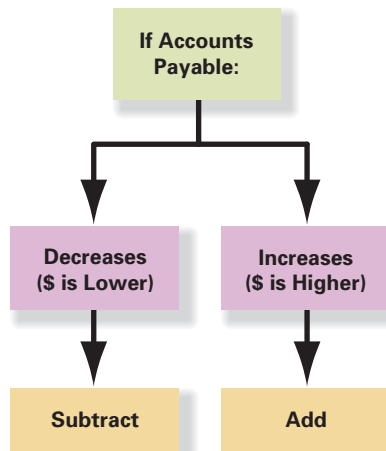 If Accounts
Payable:
Decreases
($ is Lower)
Increases
($ is Higher)
Subtract
Add